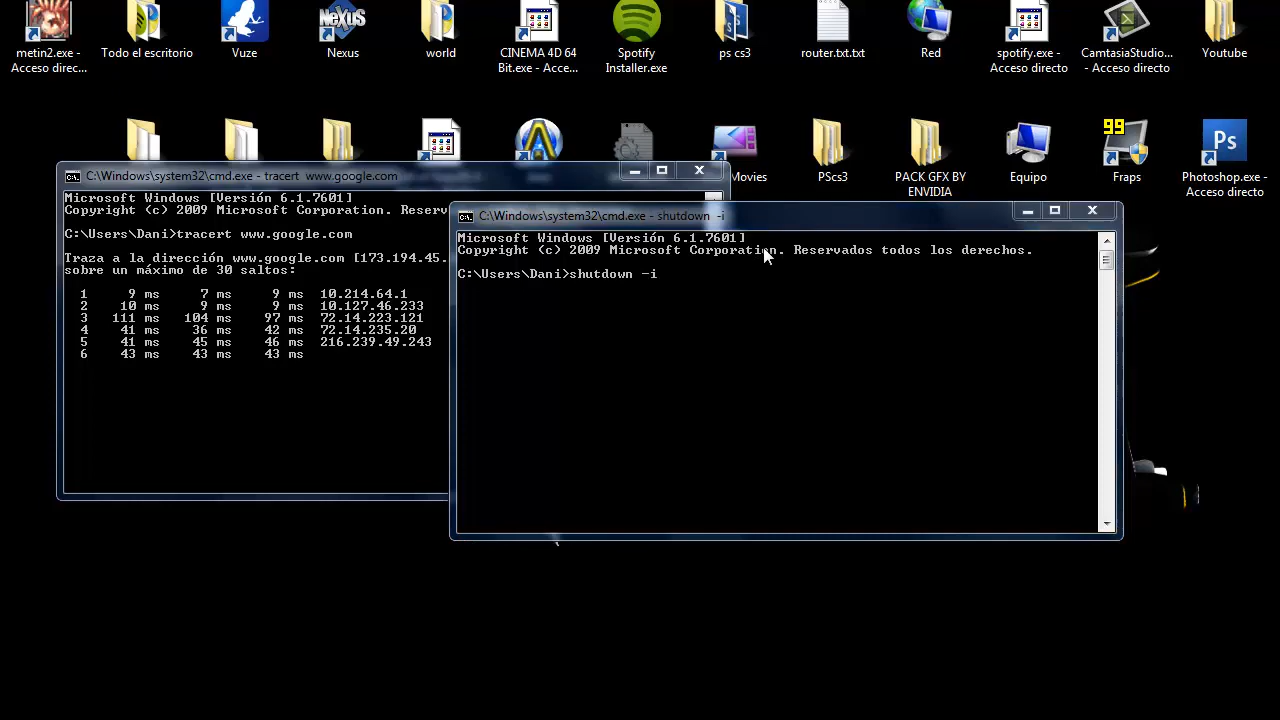 metin2.exe -
Acceso direc...
Todo el escritorio
Vuze
Nexus
world
CINEMA 4D 64
Bit.exe - Acce...
Spotify
Installer.exe
ps cs3
router.txt.txt
Red
spotify.exe -
Acceso directo
CamtasiaStudio...
- Acceso directo
Youtube
Movies
PScs3
PACK GFX BY
ENVIDIA
Equipo
99
Fraps
Ps
Photoshop.exe -
Acceso directo
C:\Windows\system32\cmd.exe - tracert  www.google.com
Microsoft Windows [Versión 6.1.7601]
Copyright (c) 2009 Microsoft Corporation. Reserv
C:\Users\Dani>tracert www.google.com
Traza a la dirección www.google.com [173.194.45.
sobre un máximo de 30 saltos:
1     9 ms     7 ms     9 ms  10.214.64.1
2    10 ms     9 ms     9 ms  10.127.46.233
3   111 ms   104 ms    97 ms  72.14.223.121
4    41 ms    36 ms    42 ms  72.14.235.20
5    41 ms    45 ms    46 ms  216.239.49.243
6    43 ms    43 ms    43 ms
C:\Windows\system32\cmd.exe - shutdown  -i
Microsoft Windows [Versión 6.1.7601]
Copyright (c) 2009 Microsoft Corporation. Reservados todos los derechos.
C:\Users\Dani>shutdown -i